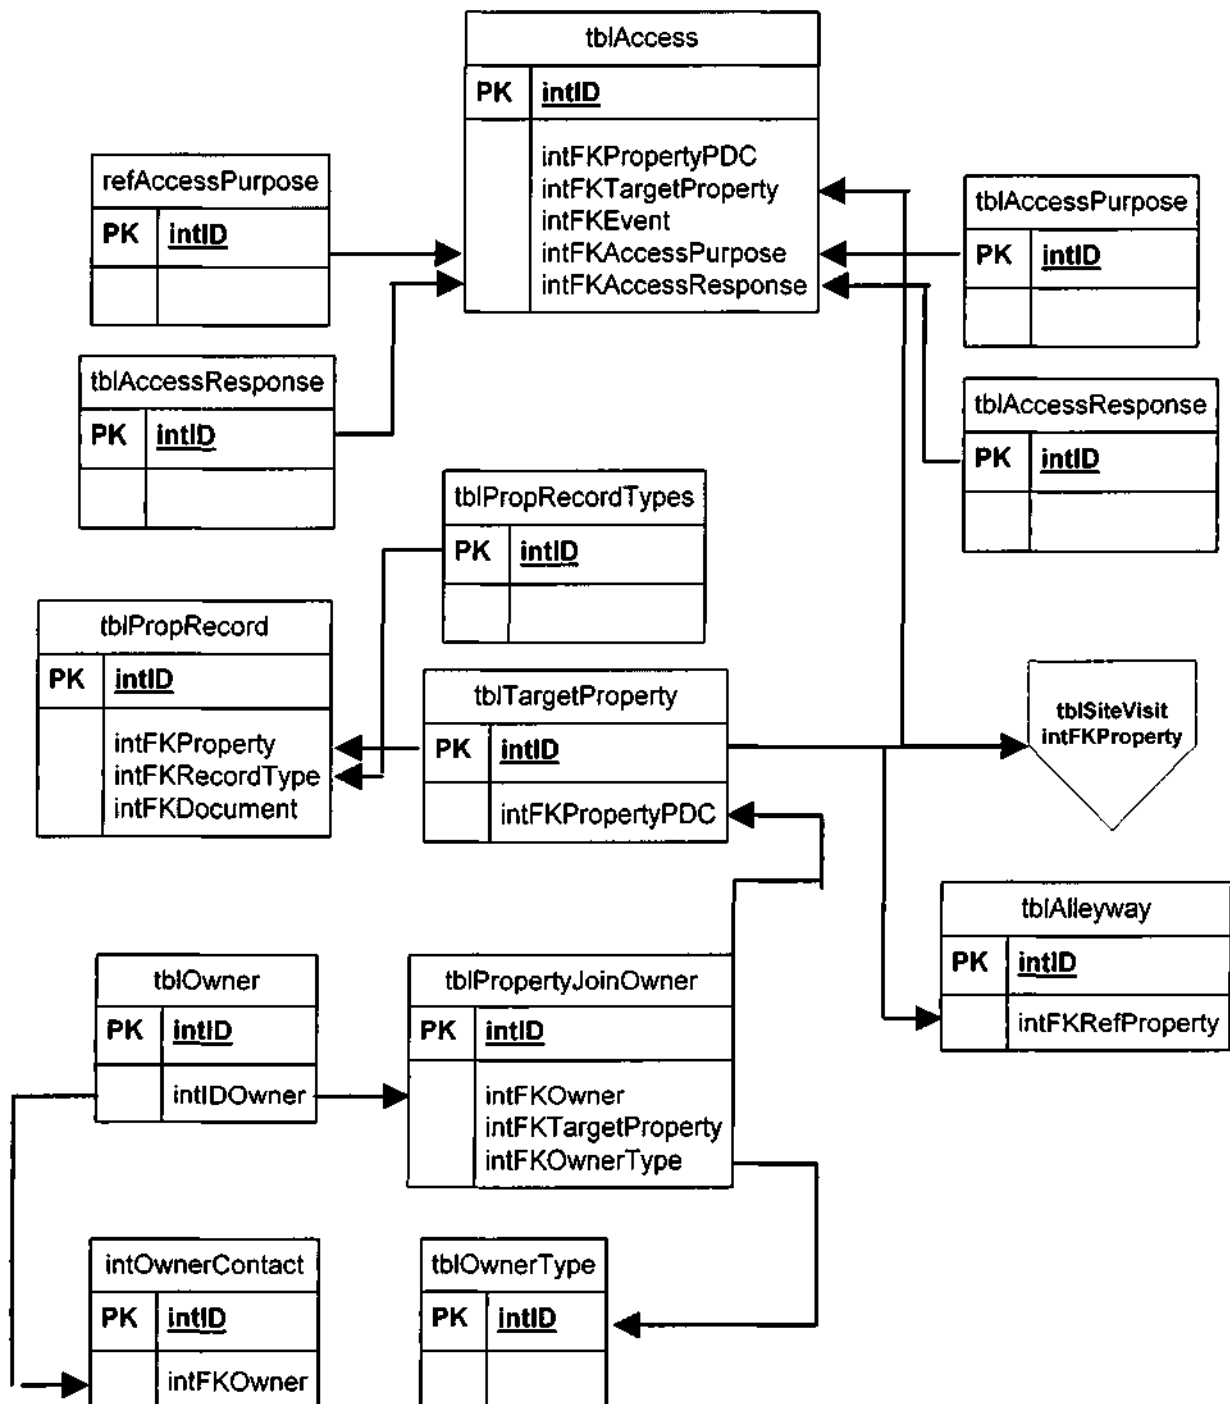 tblAccess
PK intID
intFKPropertyPDC
intFKTargetProperty
intFKEvent
intFKAccessPurpose
intFKAccessResponse
refAccessPurpose
PK intID
tblAccessPurpose
PK intID
tblAccessResponse
PK intID
tblAccessResponse
PK intID
tblPropRecordTypes
PK intID
tblPropRecord
PK intID
intFKProperty
intFKRecordType
intFKDocument
tblTargetProperty
PK intID
intFKPropertyPDC
tblSiteVisit
intFKProperty
tblAlleyway
PK intID
intFKRefProperty
tblOwner
PK intID
intIDOwner
tblPropertyJoinOwner
PK intID
intFKOwner
intFKTargetProperty
intFKOwnerType
intOwnerContact
PK intID
intFKOwner
tblOwnerType
PK intID